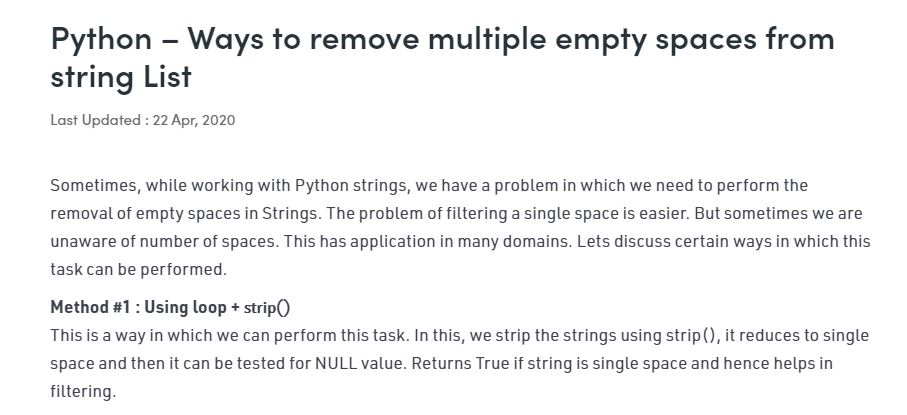 Python – Ways to remove multiple empty spaces from
string List
Last Updated : 22 Apr, 2020
Sometimes, while working with Python strings, we have a problem in which we need to perform the
removal of empty spaces in Strings. The problem of filtering a single space is easier. But sometimes we are
unaware of number of spaces. This has application in many domains. Lets discuss certain ways in which this
task can be performed.
Method #1 : Using loop + strip()
This is a way in which we can perform this task. In this, we strip the strings using strip(), it reduces to single
space and then it can be tested for NULL value. Returns True if string is single space and hence helps in
filtering.